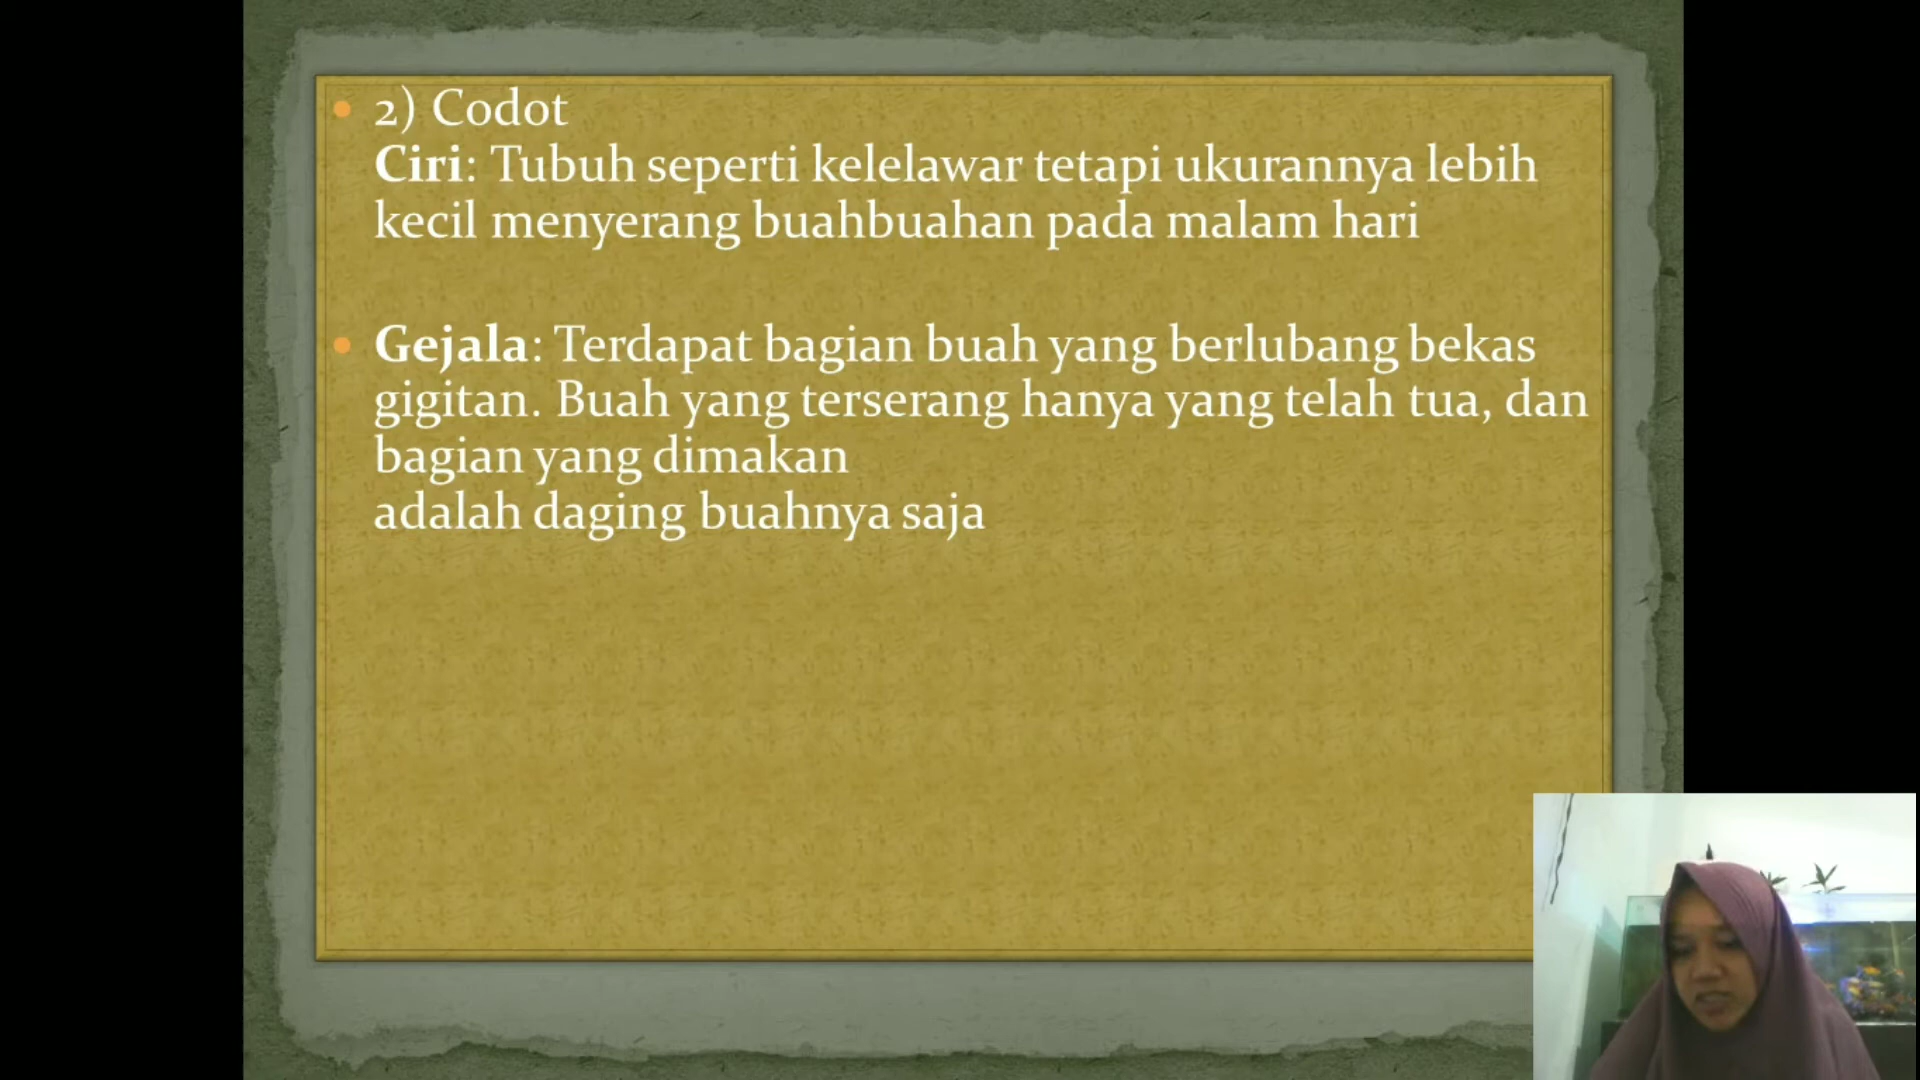 2) Codot
Ciri: Tubuh seperti kelelawar tetapi ukurannya lebih
kecil menyerang buahbuahan pada malam hari
Gejala: Terdapat bagian buah yang berlubang bekas
gigitan. Buah yang terserang hanya yang telah tua, dan
bagian yang dimakan
adalah daging buahnya saja